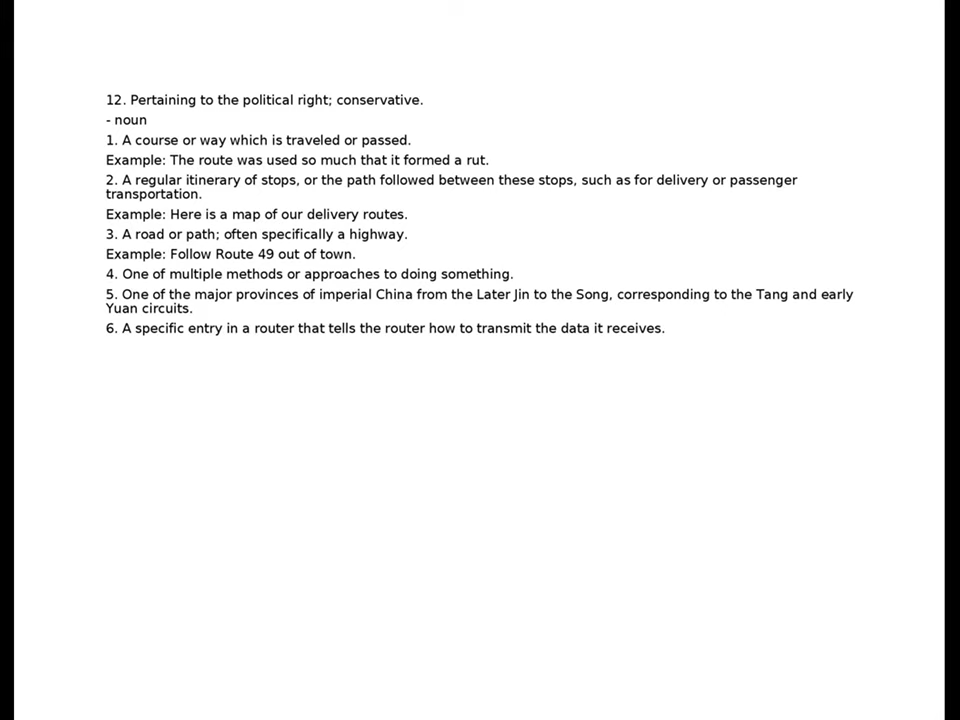 12. Pertaining to the political right; conservative.
- noun
1. A course or way which is traveled or passed.
Example: The route was used so much that it formed a rut.
2. A regular itinerary of stops, or the path followed between these stops, such as for delivery or passenger
transportation.
Example: Here is a map of our delivery routes.
3. A road or path; often specifically a highway.
Example: Follow Route 49 out of town.
4. One of multiple methods or approaches to doing something.
5. One of the major provinces of imperial China from the Later Jin to the Song, corresponding to the Tang and early
Yuan circuits.
6. A specific entry in a router that tells the router how to transmit the data it receives.